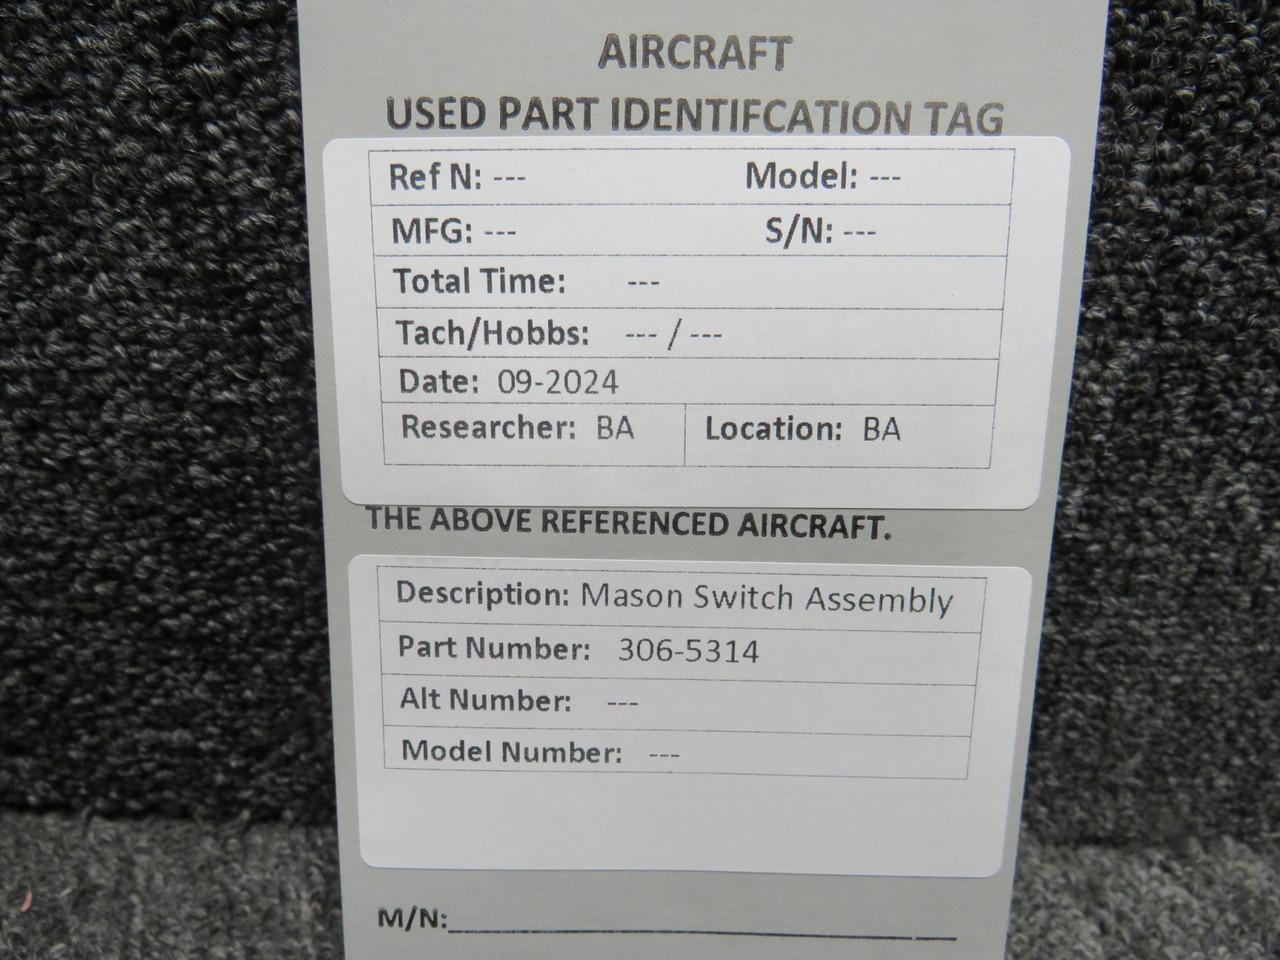 AIRCRAFT
USED PART IDENTIFCATION TAG
Ref N: --- Model: ---
MFG: --- S/N: ---
Total Time: ---
Tach/Hobbs: --- / ---
Date: 09-2024
Researcher: BA Location: BA
THE ABOVE REFERENCED AIRCRAFT.
Description: Mason Switch Assembly
Part Number: 306-5314
Alt Number: ---
Model Number: ---
M/N: